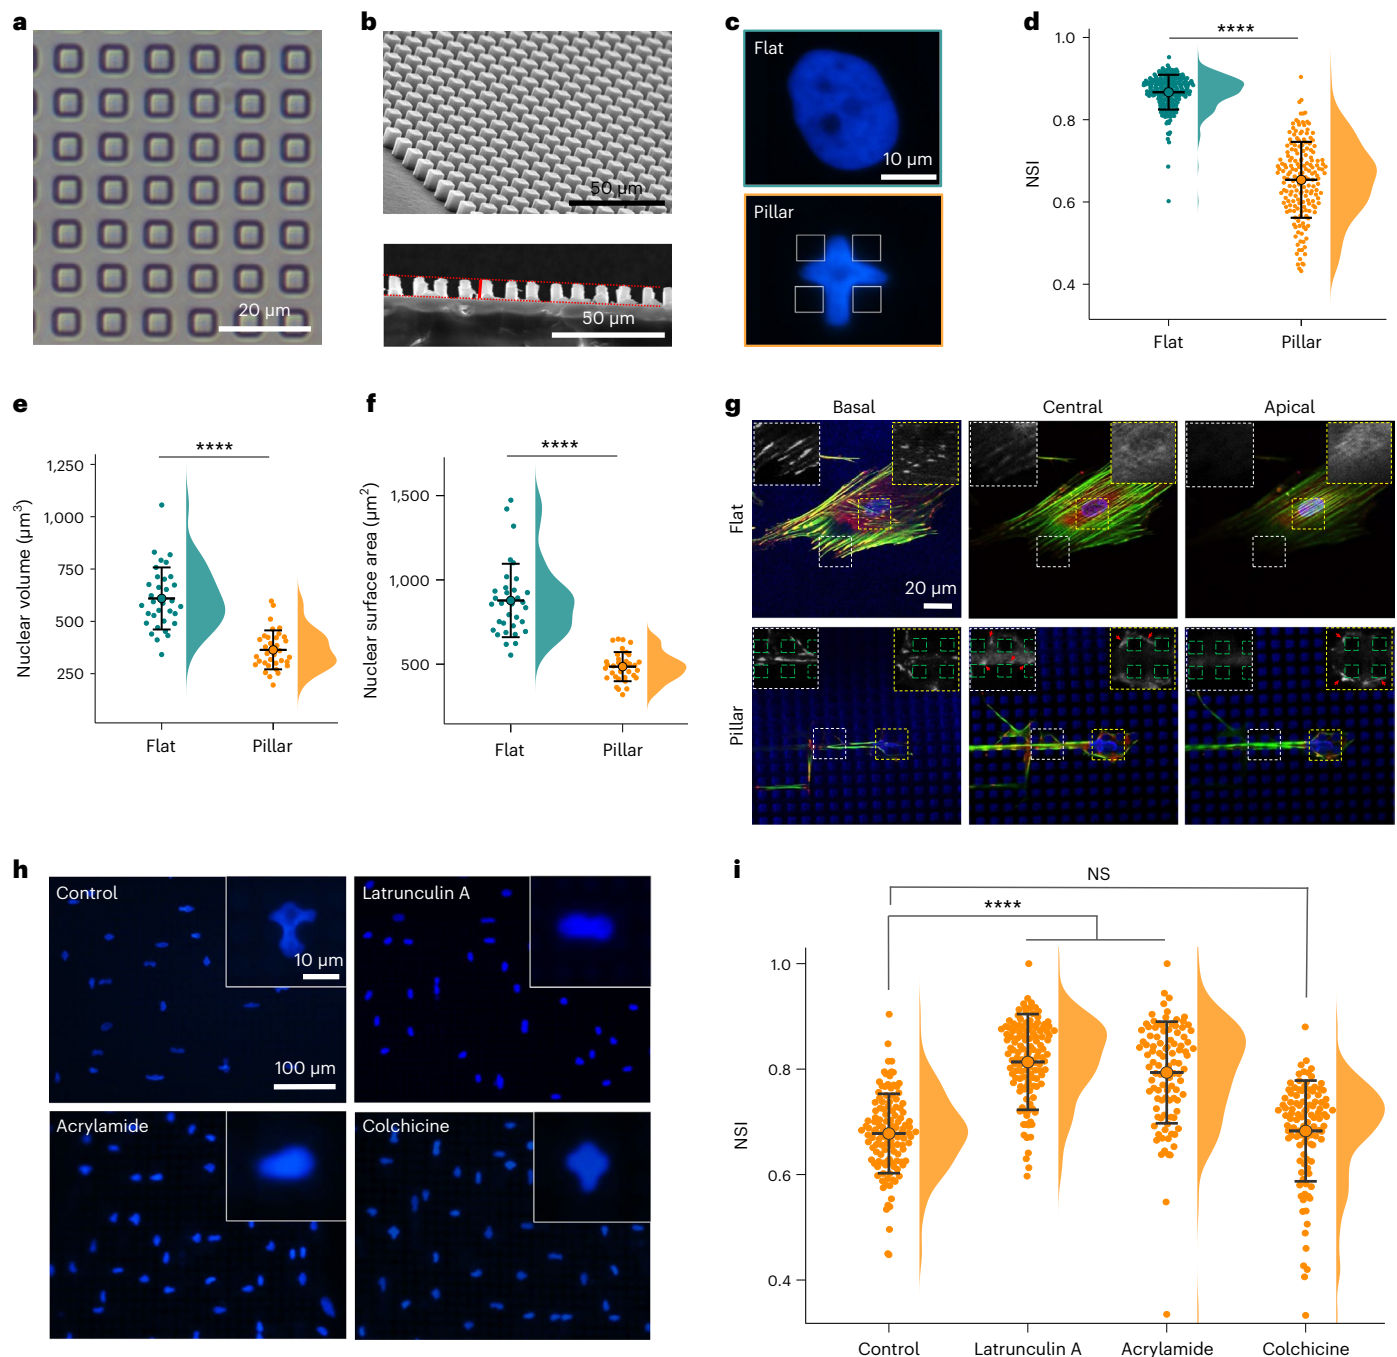 a
20 µm
b
50 µm
50 µm
c
Flat
10 µm
Pillar
d
****
1.0
0.8
0.6
0.4
NSI
Flat
Pillar
e
****
1,250
1,000
750
500
250
Nuclear volume (µm³)
Flat
Pillar
f
****
1,500
1,000
500
Nuclear surface area (µm²)
Flat
Pillar
g
Basal
Central
Apical
Flat
20 µm
Pillar
h
Control
10 µm
100 µm
Latrunculin A
Acrylamide
Colchicine
i
NS
****
1.0
0.8
0.6
0.4
NSI
Control
Latrunculin A
Acrylamide
Colchicine